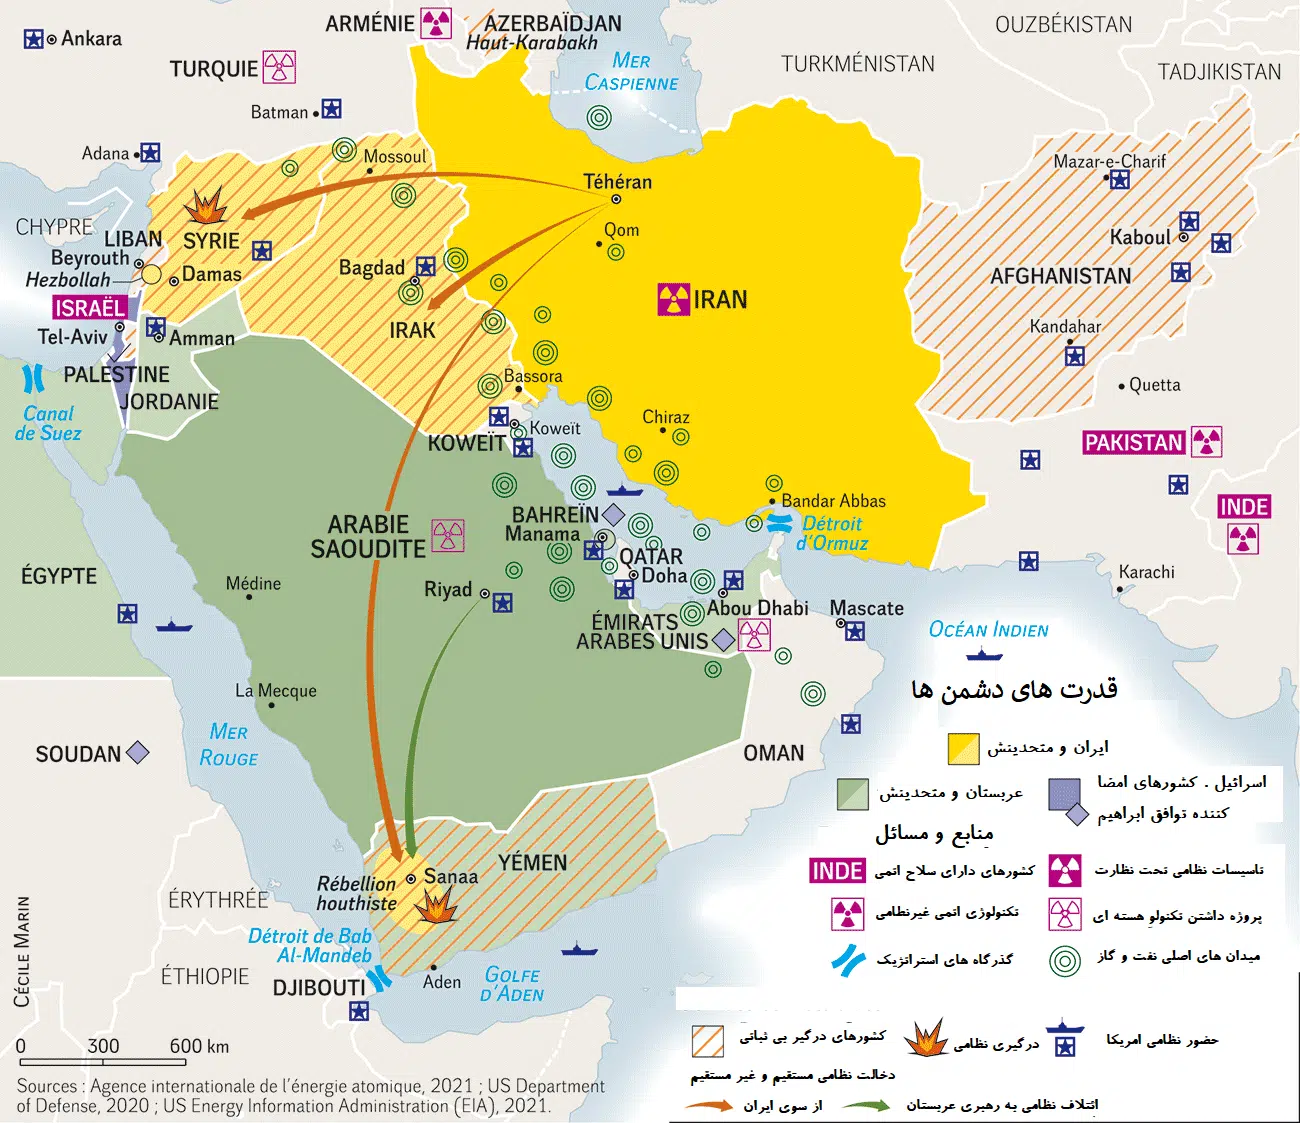 Ankara
ARMÉNIE
AZERBAÏDJAN
Haut-Karabakh
OUZBÉKISTAN
TURQUIE
MER
CASPIENNE
TURKMÉNISTAN
TADJIKISTAN
Batman
Adana
Mossoul
Téhéran
Mazar-e-Charif
CHYPRE
LIBAN
Beyrouth
Hezbollah
SYRIE
Damas
Qom
Kaboul
Bagdad
IRAN
AFGHANISTAN
ISRAËL
Tel-Aviv
Amman
IRAK
Kandahar
PALESTINE
JORDANIE
Bassora
Quetta
Canal
de Suez
KOWEÏT
Koweït
Chiraz
PAKISTAN
INDE
ARABIE
SAOUDITE
BAHREÏN
Manama
Bandar Abbas
Détroit
d'Ormuz
QATAR
Doha
ÉGYPTE
Médine
Riyad
Karachi
ÉMIRATS
ARABES UNIS
Abou Dhabi
Mascate
OCÉAN INDIEN
La Mecque
MER
ROUGE
SOUDAN
OMAN
قدرت های دشمن ها
ایران و متحدینش
عربستان و متحدینش
اسرائیل . کشورهای امضا
کننده توافق ابراهیم
منابع و مسائل
INDE
کشورهای دارای سلاح اتمی
تاسیسات نظامی تحت نظارت
تکنولوژی اتمی غیرنظامی
پروژه داشتن تکنولو هسته ای
گذرگاه های استراتژیک
میدان های اصلی نفت و گاز
YÉMEN
Sanaa
Rébellion
houthiste
ÉRYTHRÉE
Détroit de Bab
Al-Mandeb
ÉTHIOPIE
DJIBOUTI
Aden
GOLFE
D'ADEN
CÉCILE MARIN
کشورهای درگیر بی ثباتی
درگیری نظامی
حضور نظامی امریکا
دخالت نظامی مستقیم و غیر مستقیم
از سوی ایران
ائتلاف نظامی به رهبری عربستان
0 300 600 km
Sources : Agence internationale de l'énergie atomique, 2021 ; US Department
of Defense, 2020 ; US Energy Information Administration (EIA), 2021.